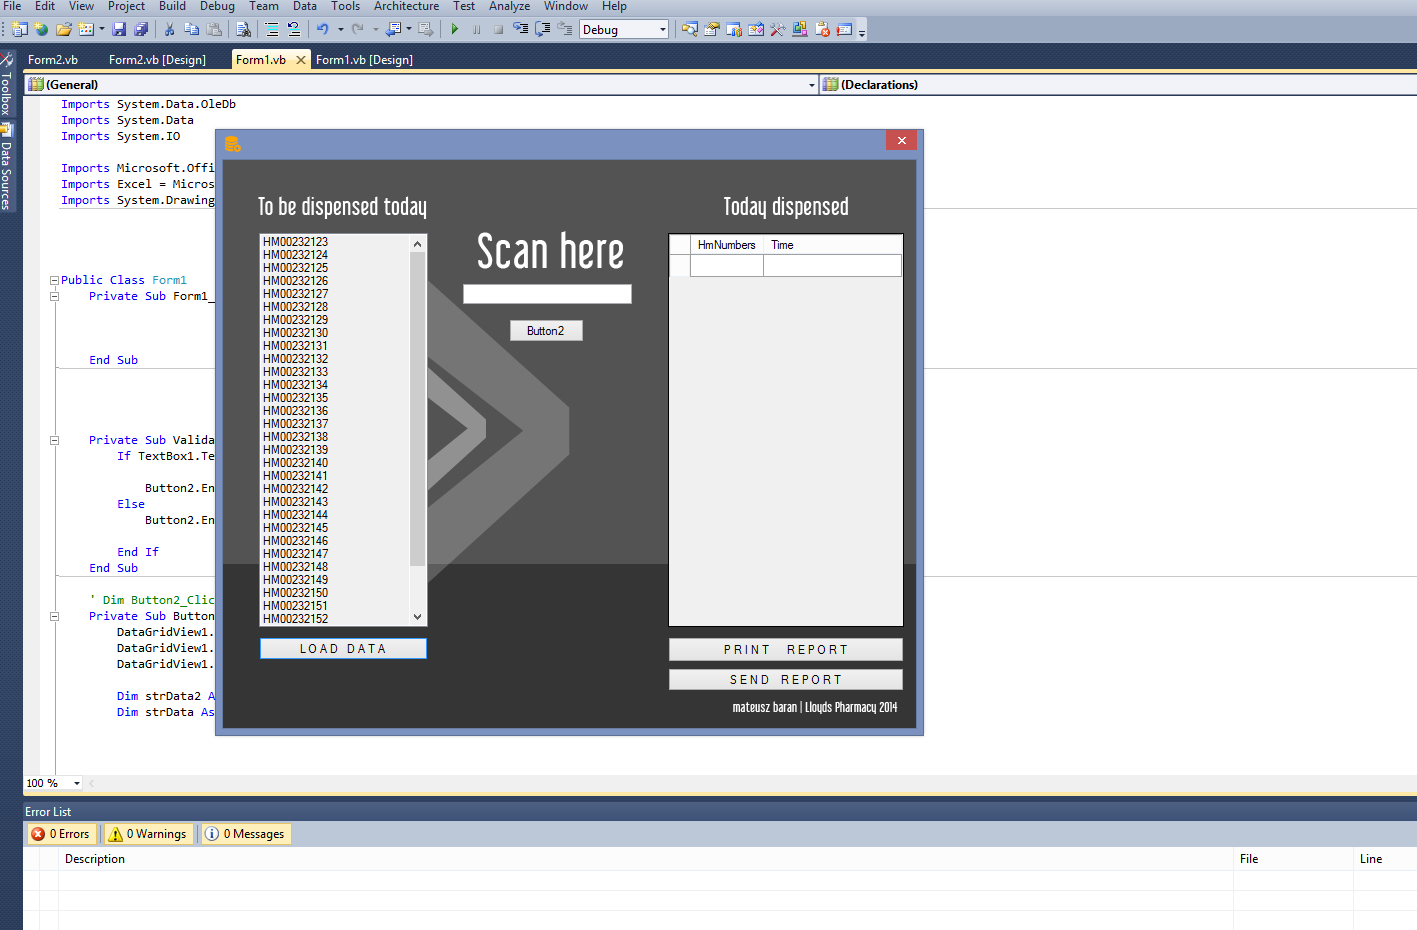 File Edit View Project Build Debug Team Data Tools Architecture Test Analyze Window Help
Debug
Form2.vb Form2.vb [Design] Form1.vb Form1.vb [Design]
Toolbox
Data Sources
(General) (Declarations)
Imports System.Data.OleDb
Imports System.Data
Imports System.IO
Imports Microsoft.Offi
Imports Excel = Micros
Imports System.Drawing
Public Class Form1
Private Sub Form1_
End Sub
Private Sub Valida
If TextBox1.Te
Button2.En
Else
Button2.En
End If
End Sub
' Dim Button2_Clic
Private Sub Button
DataGridView1.
DataGridView1.
DataGridView1.
Dim strData2 A
Dim strData As
To be dispensed today
HM00232123
HM00232124
HM00232125
HM00232126
HM00232127
HM00232128
HM00232129
HM00232130
HM00232131
HM00232132
HM00232133
HM00232134
HM00232135
HM00232136
HM00232137
HM00232138
HM00232139
HM00232140
HM00232141
HM00232142
HM00232143
HM00232144
HM00232145
HM00232146
HM00232147
HM00232148
HM00232149
HM00232150
HM00232151
HM00232152
LOAD DATA
Scan here
Button2
Today dispensed
HmNumbers Time
PRINT REPORT
SEND REPORT
mateusz baran | Lloyds Pharmacy 2014
100 %
Error List
0 Errors 0 Warnings 0 Messages
Description File Line